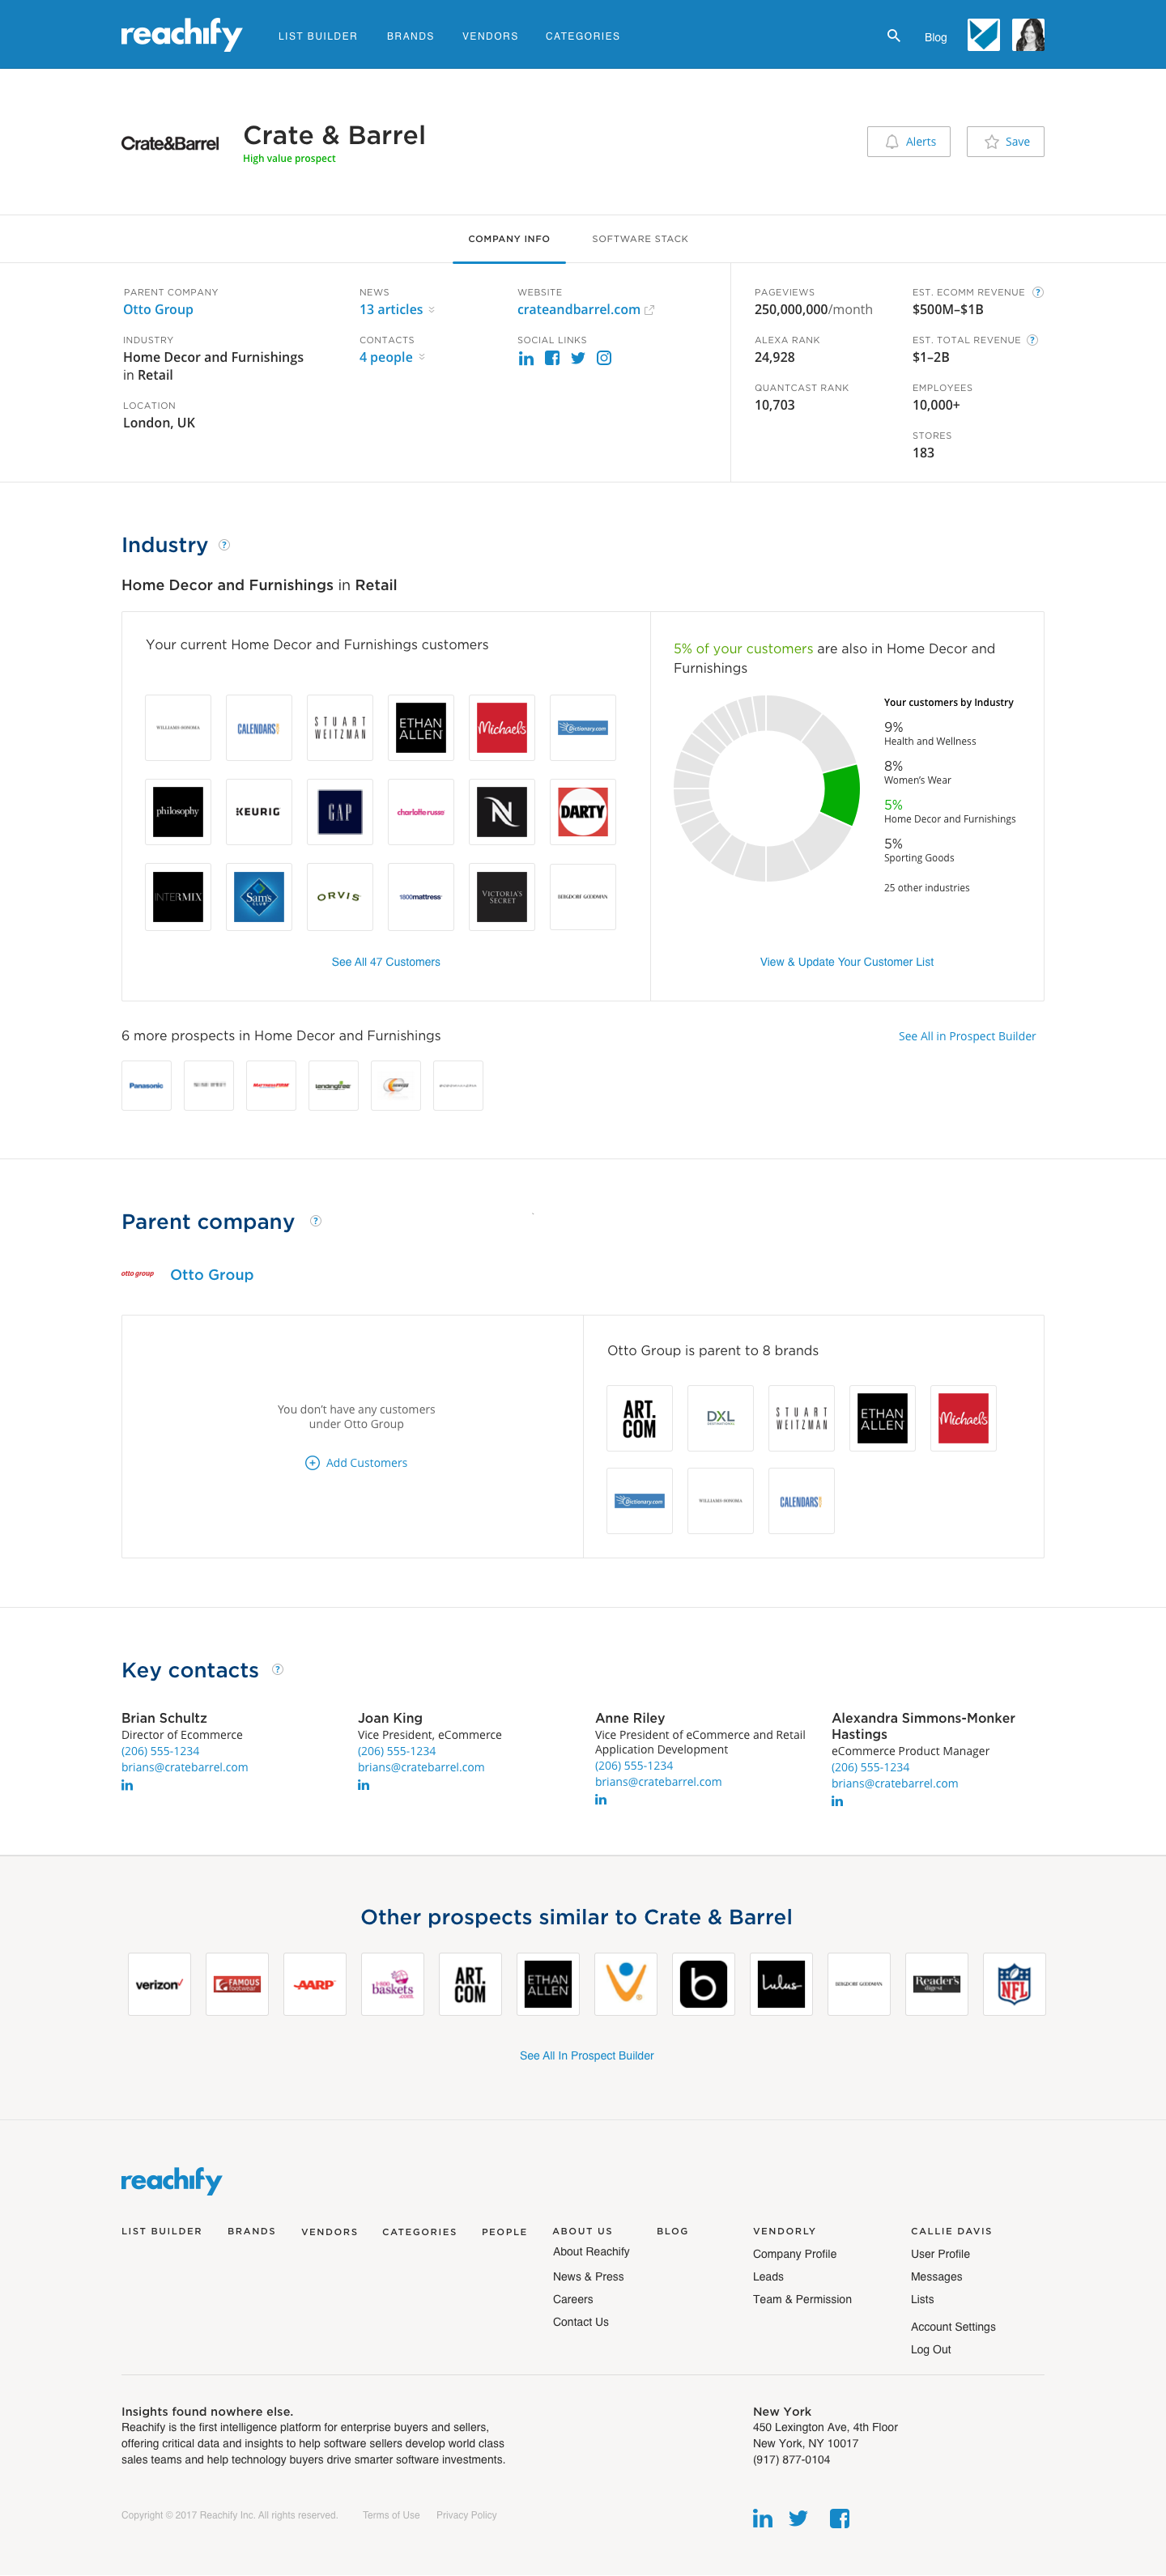 reachify
LIST BUILDER
BRANDS
VENDORS
CATEGORIES
Blog
Crate&Barrel
Crate & Barrel
High value prospect
Alerts
Save
COMPANY INFO
SOFTWARE STACK
PARENT COMPANY
Otto Group
INDUSTRY
Home Decor and Furnishings
in Retail
LOCATION
London, UK
NEWS
13 articles
CONTACTS
4 people
WEBSITE
crateandbarrel.com
SOCIAL LINKS
PAGEVIEWS
250,000,000/month
ALEXA RANK
24,928
QUANTCAST RANK
10,703
EST. ECOMM REVENUE ?
$500M–$1B
EST. TOTAL REVENUE ?
$1–2B
EMPLOYEES
10,000+
STORES
183
Industry ?
Home Decor and Furnishings in Retail
Your current Home Decor and Furnishings customers
WILLIAMS-SONOMA
CALENDARS!
STUART
WEITZMAN
ETHAN
ALLEN
Michaels
Dictionary.com
philosophy
KEURIG
GAP
charlotte russe
N
DARTY
INTERMIX
Sam's
CLUB
ORVIS
1800mattress
VICTORIA'S
SECRET
BERGDORF GOODMAN
See All 47 Customers
5% of your customers are also in Home Decor and
Furnishings
Your customers by Industry
9%
Health and Wellness
8%
Women's Wear
5%
Home Decor and Furnishings
5%
Sporting Goods
25 other industries
View & Update Your Customer List
6 more prospects in Home Decor and Furnishings
See All in Prospect Builder
Panasonic
NINE WEST
MATTRESS FIRM
lendingtree
Parent company ?
otto group
Otto Group
You don't have any customers
under Otto Group
Add Customers
Otto Group is parent to 8 brands
ART.
COM
DXL
DESTINATION XL
STUART
WEITZMAN
ETHAN
ALLEN
Michaels
Dictionary.com
WILLIAMS-SONOMA
CALENDARS!
Key contacts ?
Brian Schultz
Director of Ecommerce
(206) 555-1234
brians@cratebarrel.com
Joan King
Vice President, eCommerce
(206) 555-1234
brians@cratebarrel.com
Anne Riley
Vice President of eCommerce and Retail
Application Development
(206) 555-1234
brians@cratebarrel.com
Alexandra Simmons-Monker
Hastings
eCommerce Product Manager
(206) 555-1234
brians@cratebarrel.com
Other prospects similar to Crate & Barrel
verizon
FAMOUS
footwear
AARP
1-800
baskets
.com
ART.
COM
ETHAN
ALLEN
V
b
Lulus
BERGDORF GOODMAN
Reader's
digest
NFL
See All In Prospect Builder
reachify
LIST BUILDER
BRANDS
VENDORS
CATEGORIES
PEOPLE
ABOUT US
About Reachify
News & Press
Careers
Contact Us
BLOG
VENDORLY
Company Profile
Leads
Team & Permission
CALLIE DAVIS
User Profile
Messages
Lists
Account Settings
Log Out
Insights found nowhere else.
Reachify is the first intelligence platform for enterprise buyers and sellers,
offering critical data and insights to help software sellers develop world class
sales teams and help technology buyers drive smarter software investments.
New York
450 Lexington Ave, 4th Floor
New York, NY 10017
(917) 877-0104
Copyright © 2017 Reachify Inc. All rights reserved.
Terms of Use
Privacy Policy